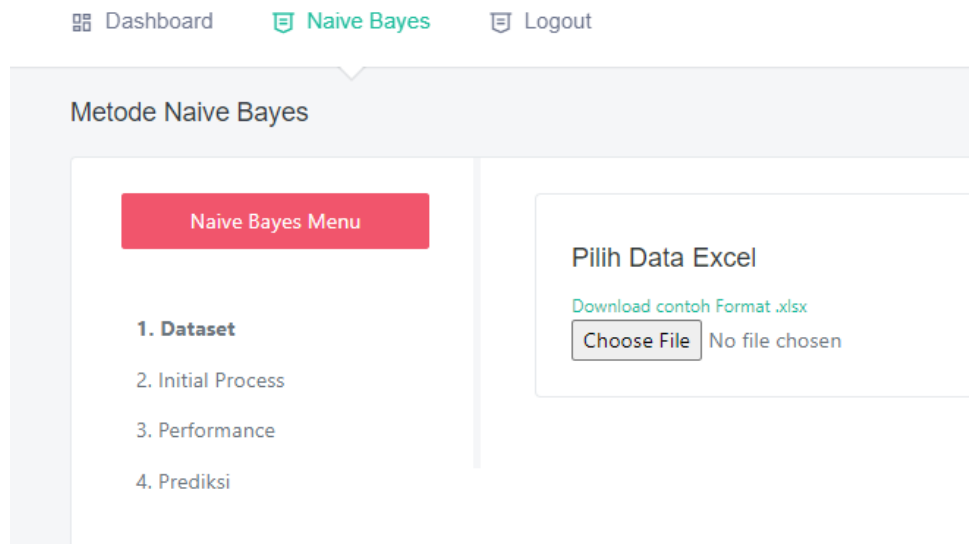 Dashboard Naive Bayes Logout
Metode Naive Bayes
Naive Bayes Menu
1. Dataset
2. Initial Process
3. Performance
4. Prediksi
Pilih Data Excel
Download contoh Format .xlsx
Choose File No file chosen